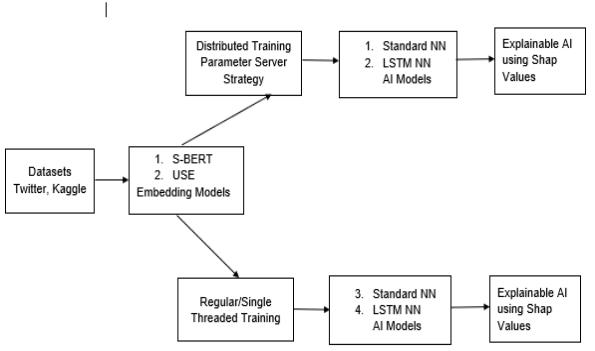 Distributed Training
Parameter Server
Strategy
1. Standard NN
2. LSTM NN
AI Models
Explainable AI
using Shap
Values
Datasets
Twitter, Kaggle
1. S-BERT
2. USE
Embedding Models
Regular/Single
Threaded Training
3. Standard NN
4. LSTM NN
AI Models
Explainable AI
using Shap
Values